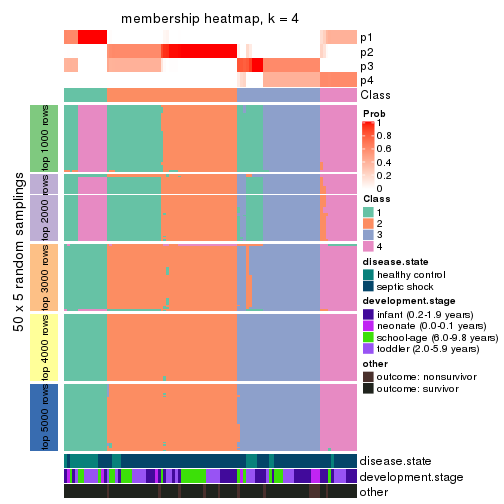 membership heatmap, k = 4
p1
p2
p3
p4
Class
50 x 5 random samplings
top 1000 rows
top 2000 rows
top 3000 rows
top 4000 rows
top 5000 rows
disease.state
development.stage
other
Prob
1
0.8
0.6
0.4
0.2
0
Class
1
2
3
4
disease.state
healthy control
septic shock
development.stage
infant (0.2-1.9 years)
neonate (0.0-0.1 years)
school-age (6.0-9.8 years)
toddler (2.0-5.9 years)
other
outcome: nonsurvivor
outcome: survivor